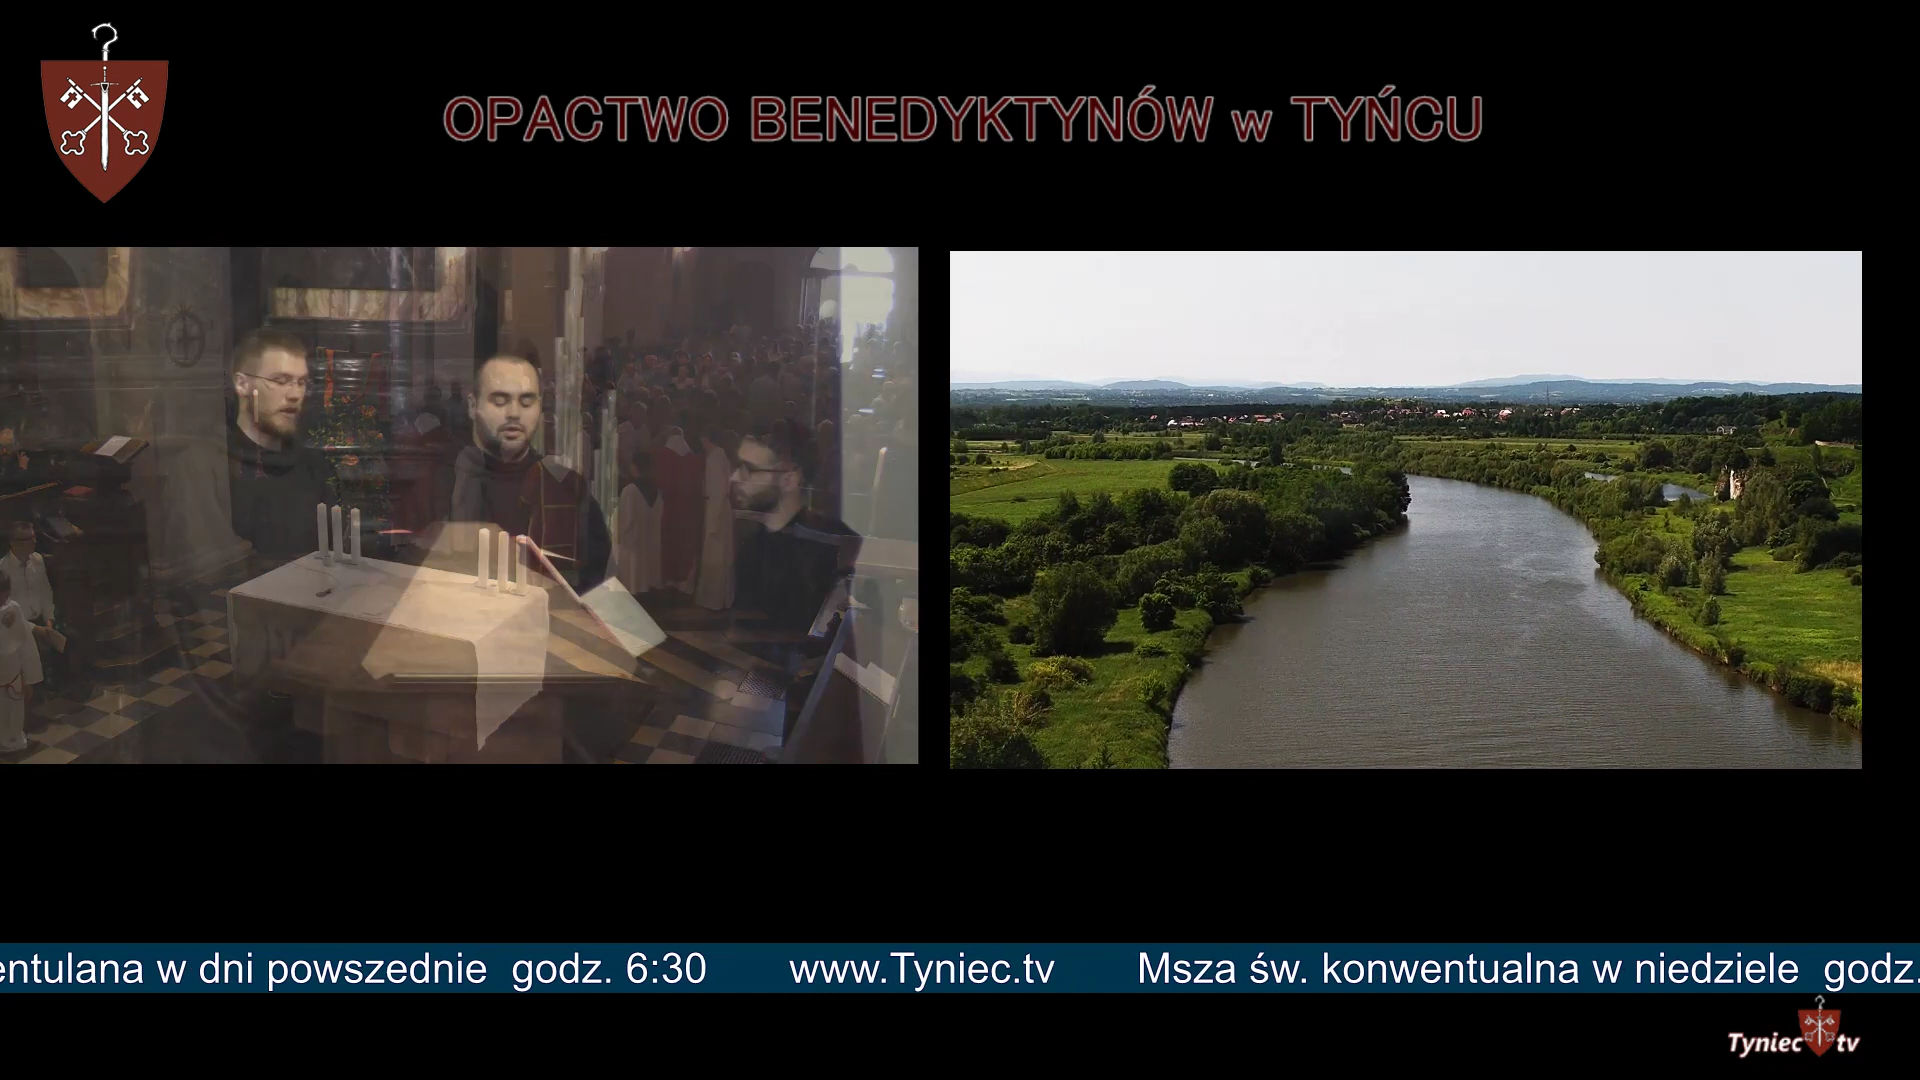 OPACTWO BENEDYKTYNÓW w TYŃCU
entulana w dni powszednie godz. 6:30 www.Tyniec.tv Msza św. konwentualna w niedziele godz.
Tyniec tv